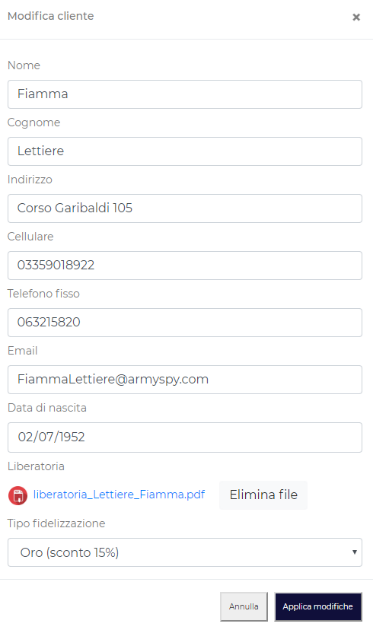 Modifica cliente ×
Nome
Fiamma
Cognome
Lettiere
Indirizzo
Corso Garibaldi 105
Cellulare
03359018922
Telefono fisso
063215820
Email
FiammaLettiere@armyspy.com
Data di nascita
02/07/1952
Liberatoria
liberatoria_Lettiere_Fiamma.pdf Elimina file
Tipo fidelizzazione
Oro (sconto 15%)
Annulla Applica modifiche